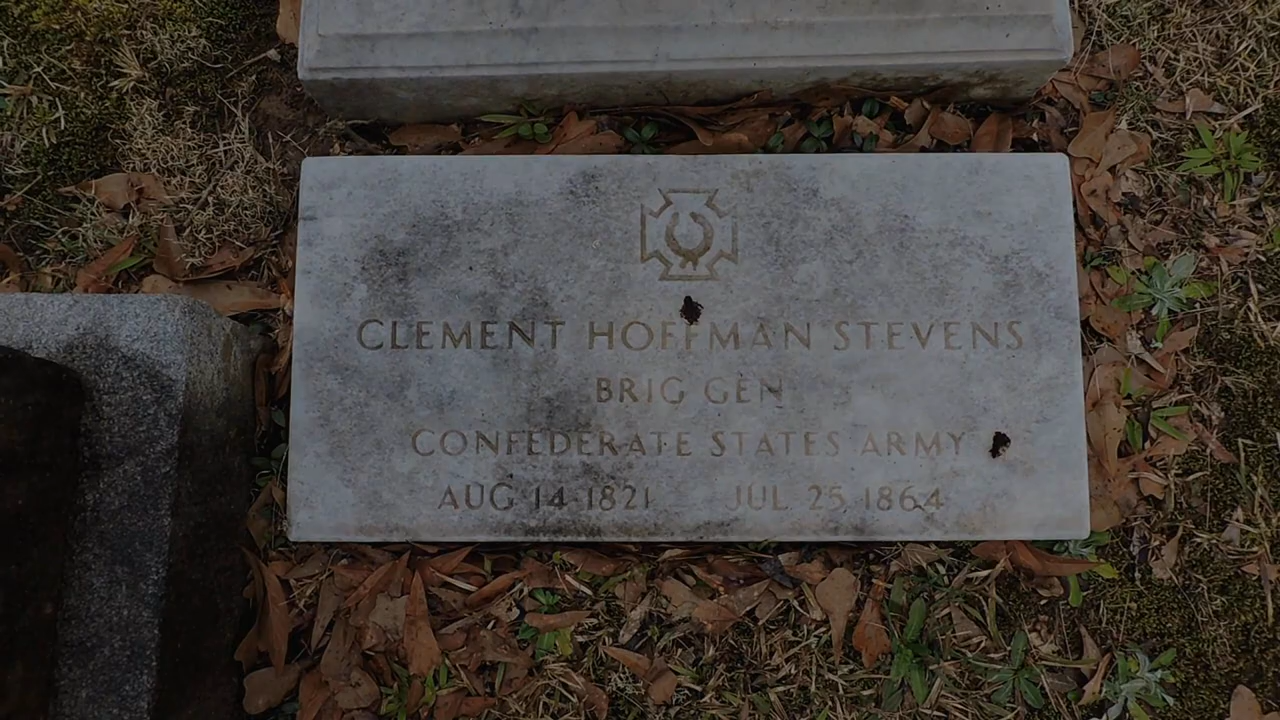 CLEMENT HOFFMAN STEVENS
BRIG GEN
CONFEDERATE STATES ARMY
AUG 14 1821 JUL 25 1864